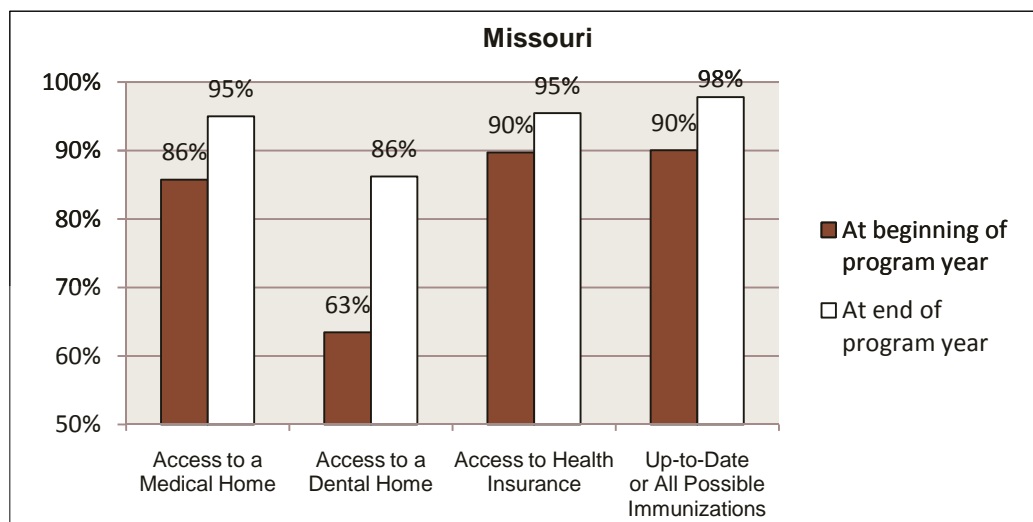 Missouri
100%
90%
80%
70%
60%
50%
86%
95%
63%
86%
90%
95%
90%
98%
Access to a
Medical Home
Access to a
Dental Home
Access to Health
Insurance
Up-to-Date
or All Possible
Immunizations
At beginning of
program year
At end of
program year